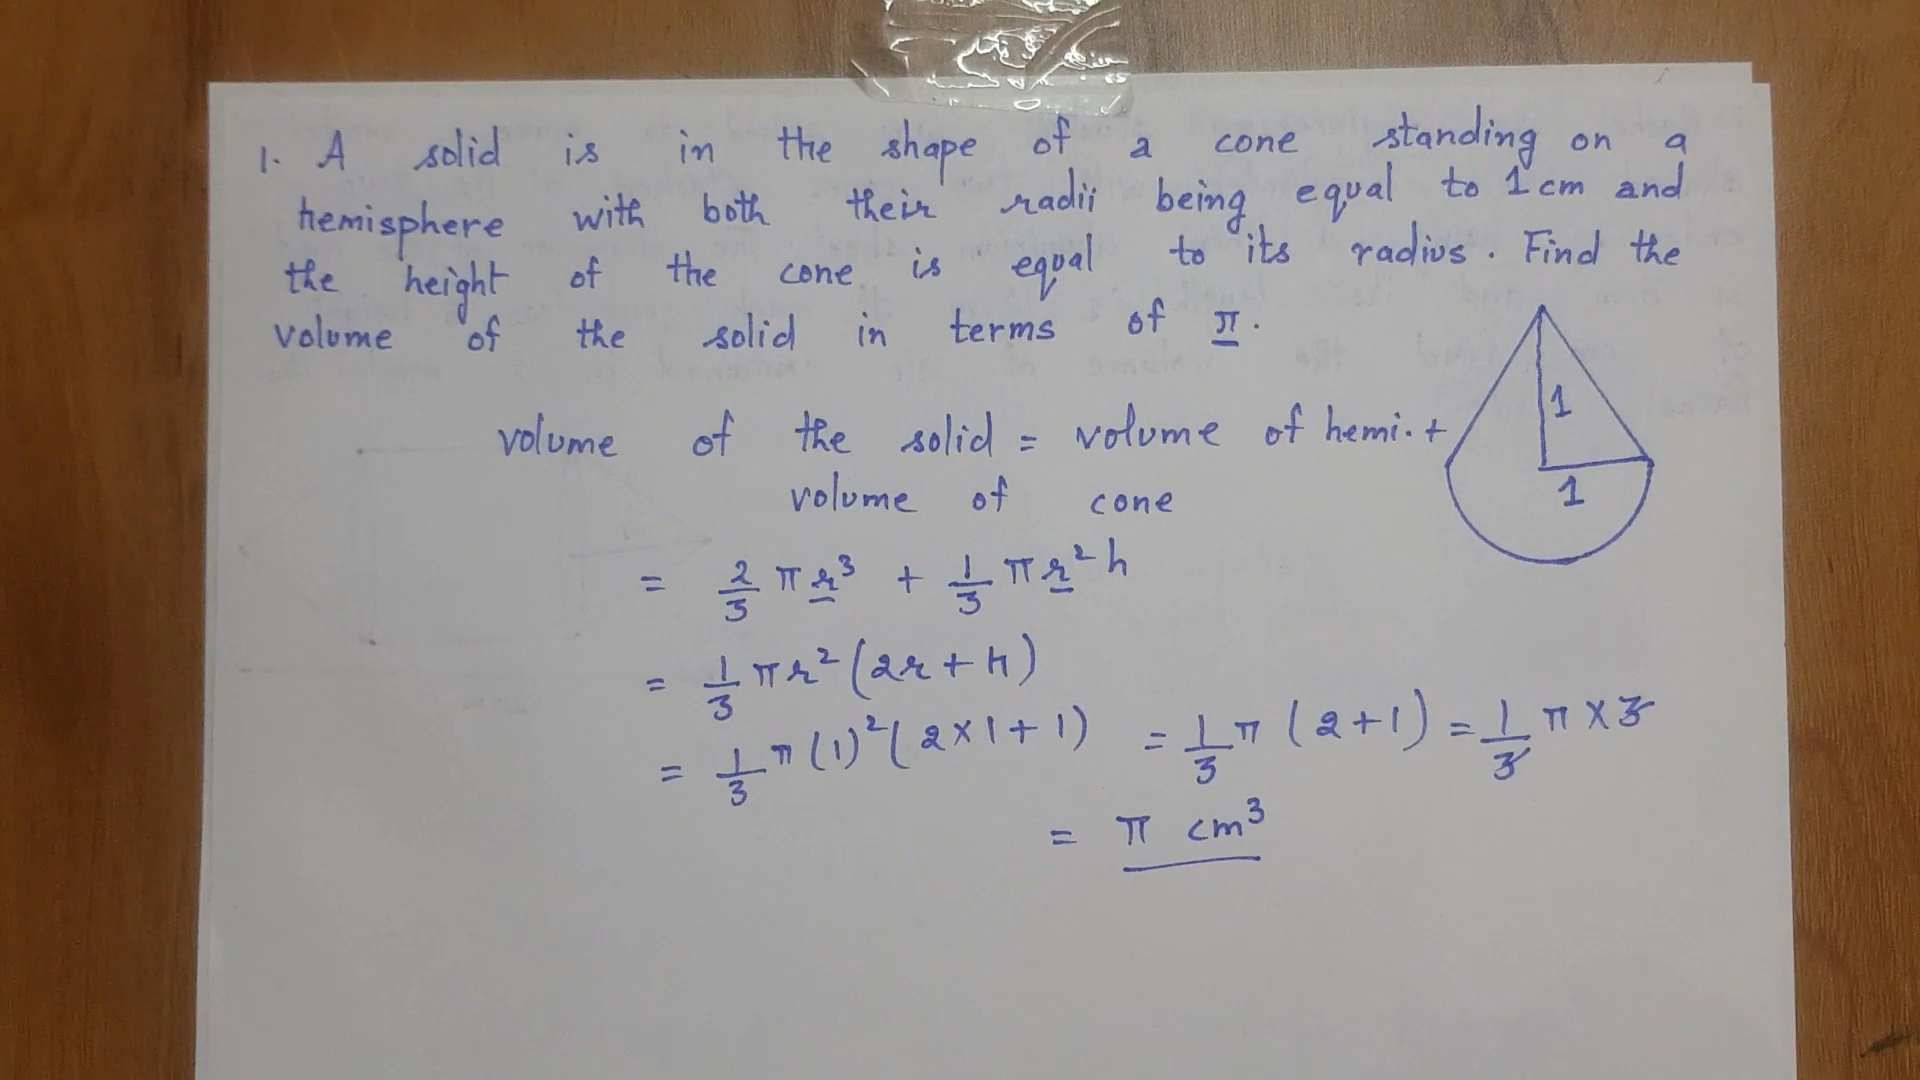 1. A solid is in the shape of a cone standing on a
hemisphere with both their radii being equal to 1 cm and
the height of the cone is equal to its radius. Find the
volume of the solid in terms of π.
volume of the solid = volume of hemi. +
volume of cone
1
1
= 2/3 πr³ + 1/3 πr²h
= 1/3 πr² (2r + h)
= 1/3 π (1)² (2×1+1) = 1/3 π (2+1) = 1/3 π × 3
= π cm³